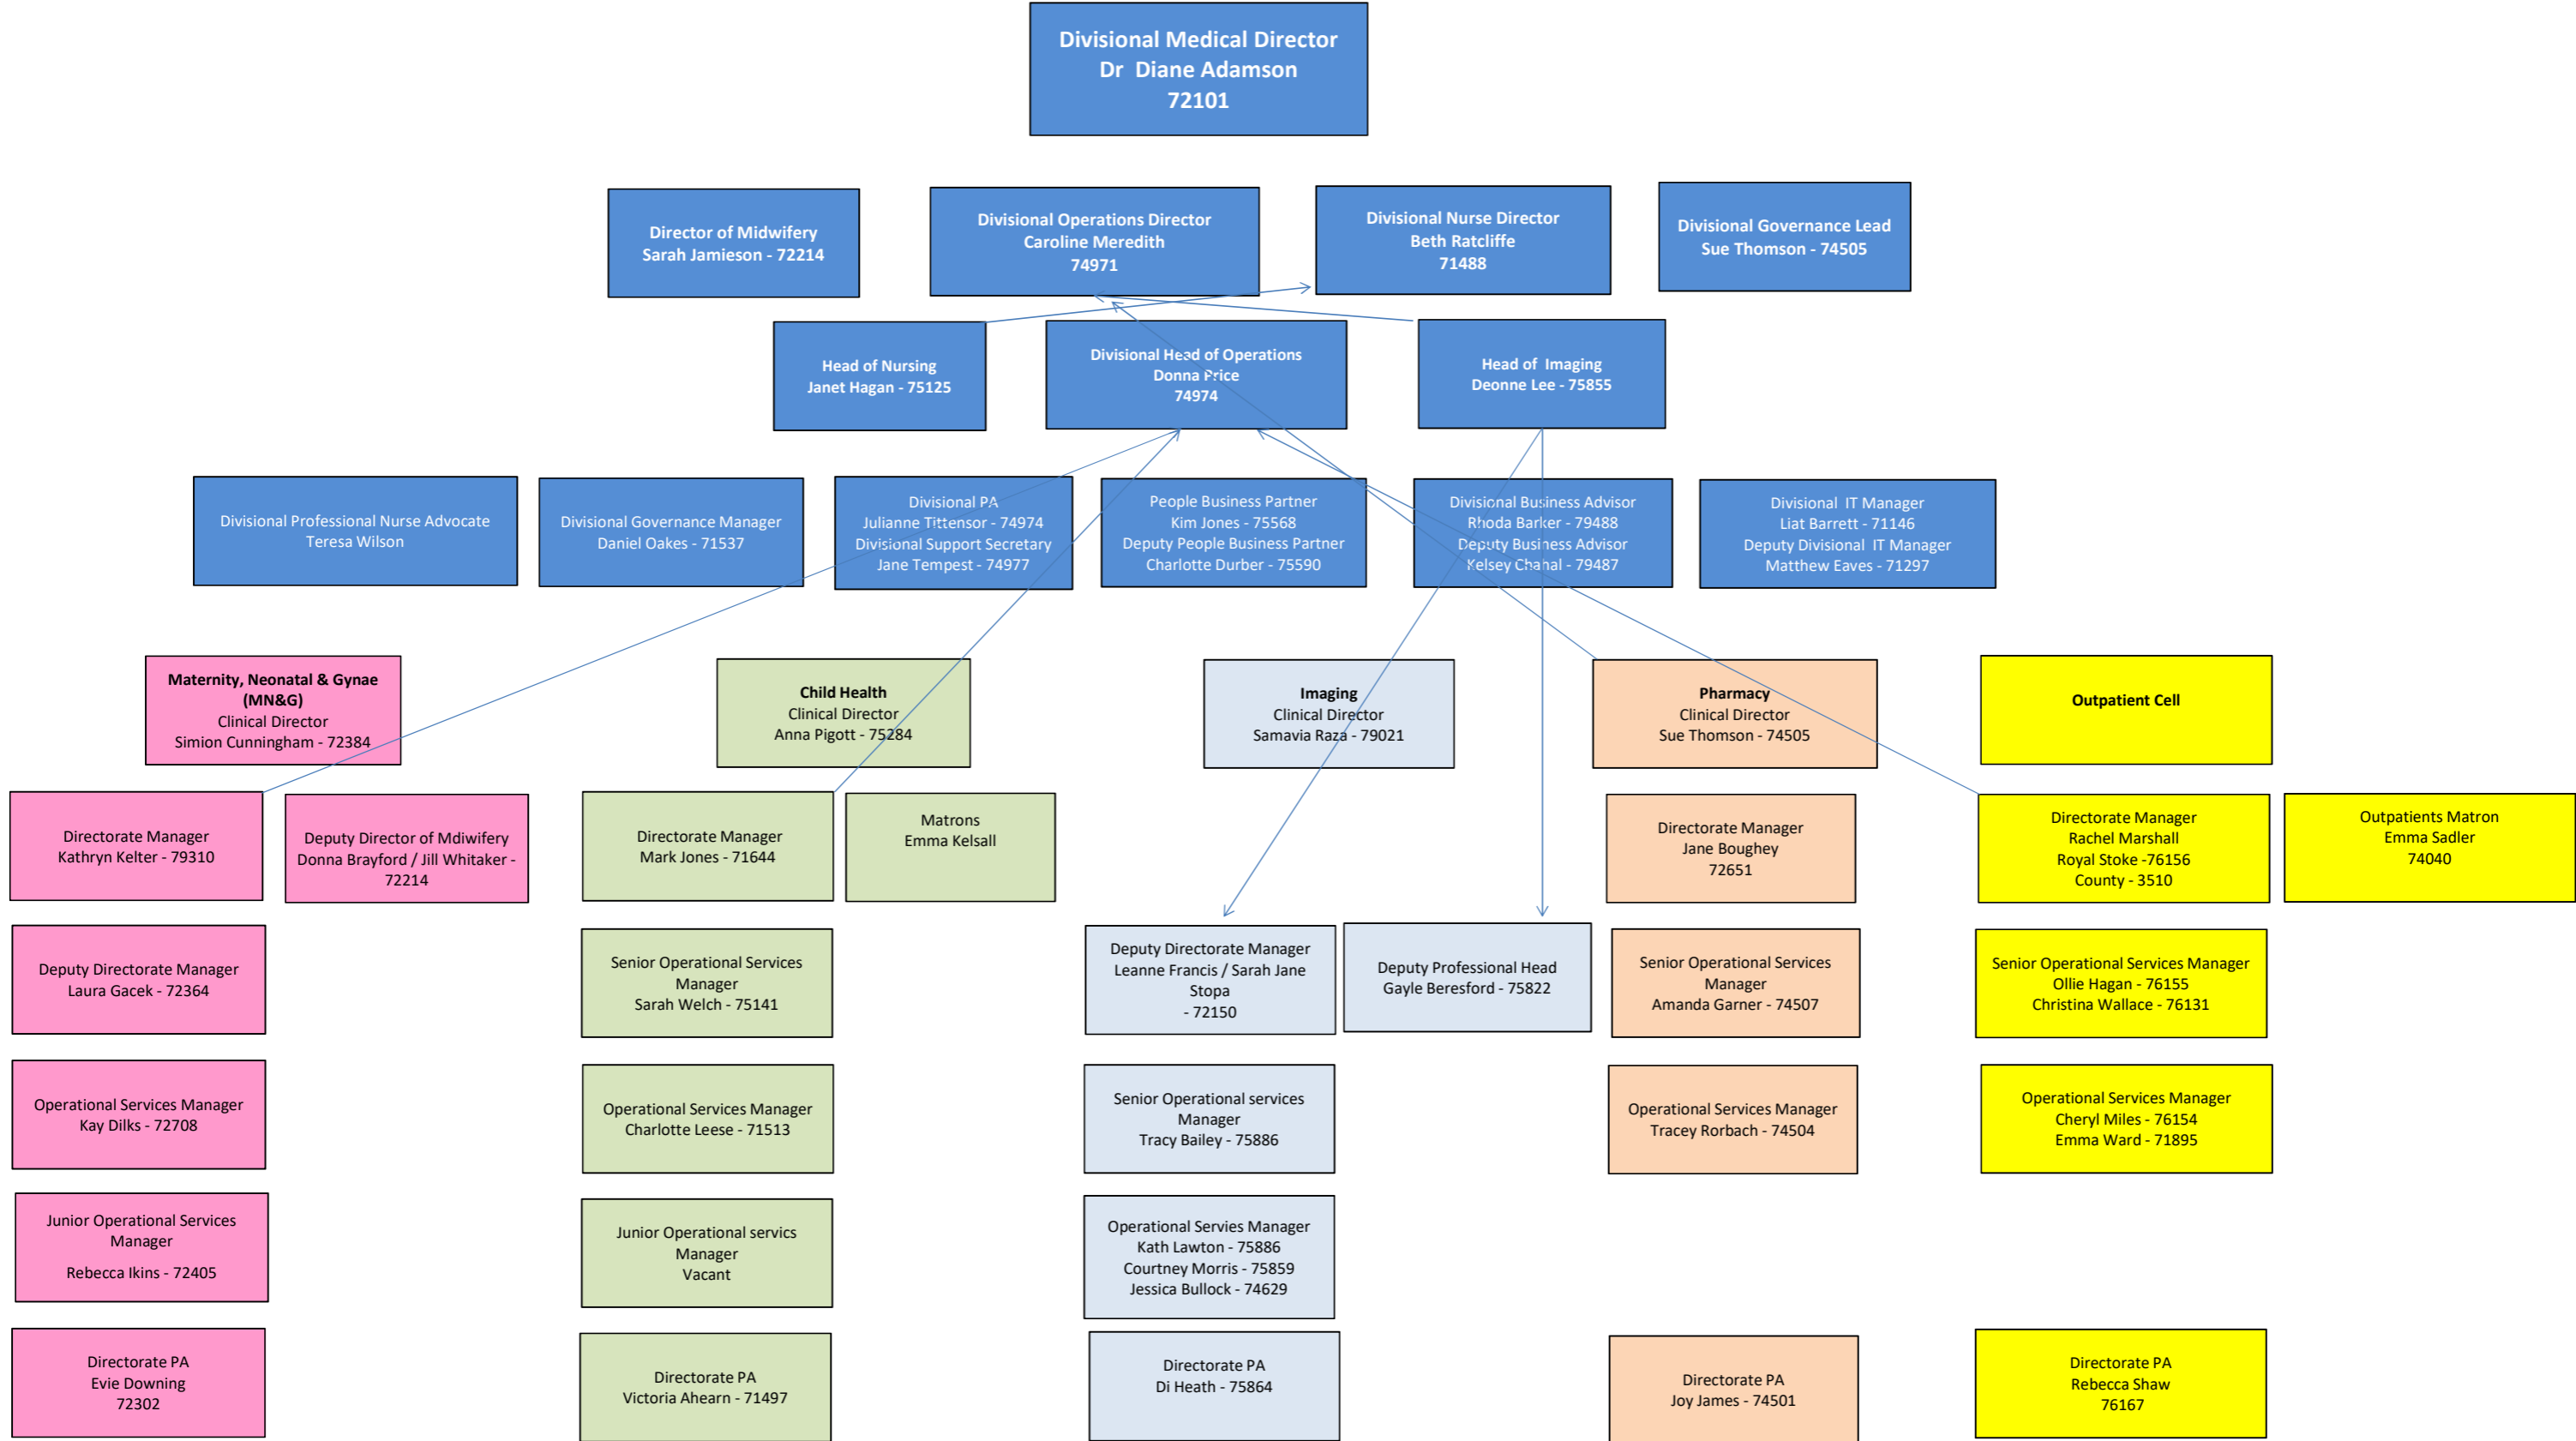 Divisional Medical Director
Dr  Diane Adamson
72101
Director of Midwifery
Sarah Jamieson - 72214
Divisional Operations Director
Caroline Meredith
74971
Divisional Nurse Director
Beth Ratcliffe
71488
Divisional Governance Lead
Sue Thomson - 74505
Head of Nursing
Janet Hagan - 75125
Divisional Head of Operations
Donna Price
74974
Head of  Imaging
Deonne Lee - 75855
Divisional Professional Nurse Advocate
Teresa Wilson
Divisional Governance Manager
Daniel Oakes - 71537
Divisional PA
Julianne Tittensor - 74974
Divisional Support Secretary
Jane Tempest - 74977
People Business Partner
Kim Jones - 75568
Deputy People Business Partner
Charlotte Durber - 75590
Divisional Business Advisor
Rhoda Barker - 79488
Deputy Business Advisor
Kelsey Chahal - 79487
Divisional  IT Manager
Liat Barrett - 71146
Deputy Divisional  IT Manager
Matthew Eaves - 71297
Maternity, Neonatal & Gynae
(MN&G)
Clinical Director
Simion Cunningham - 72384
Child Health
Clinical Director
Anna Pigott - 75284
Imaging
Clinical Director
Samavia Raza - 79021
Pharmacy
Clinical Director
Sue Thomson - 74505
Outpatient Cell
Directorate Manager
Kathryn Kelter - 79310
Deputy Director of Mdiwifery
Donna Brayford / Jill Whitaker -
72214
Directorate Manager
Mark Jones - 71644
Matrons
Emma Kelsall
Directorate Manager
Jane Boughey
72651
Directorate Manager
Rachel Marshall
Royal Stoke -76156
County - 3510
Outpatients Matron
Emma Sadler
74040
Deputy Directorate Manager
Laura Gacek - 72364
Senior Operational Services
Manager
Sarah Welch - 75141
Deputy Directorate Manager
Leanne Francis / Sarah Jane
Stopa
- 72150
Deputy Professional Head
Gayle Beresford - 75822
Senior Operational Services
Manager
Amanda Garner - 74507
Senior Operational Services Manager
Ollie Hagan - 76155
Christina Wallace - 76131
Operational Services Manager
Kay Dilks - 72708
Operational Services Manager
Charlotte Leese - 71513
Senior Operational services
Manager
Tracy Bailey - 75886
Operational Services Manager
Tracey Rorbach - 74504
Operational Services Manager
Cheryl Miles - 76154
Emma Ward - 71895
Junior Operational Services
Manager
Rebecca Ikins - 72405
Junior Operational servics
Manager
Vacant
Operational Servies Manager
Kath Lawton - 75886
Courtney Morris - 75859
Jessica Bullock - 74629
Directorate PA
Evie Downing
72302
Directorate PA
Victoria Ahearn - 71497
Directorate PA
Di Heath - 75864
Directorate PA
Joy James - 74501
Directorate PA
Rebecca Shaw
76167